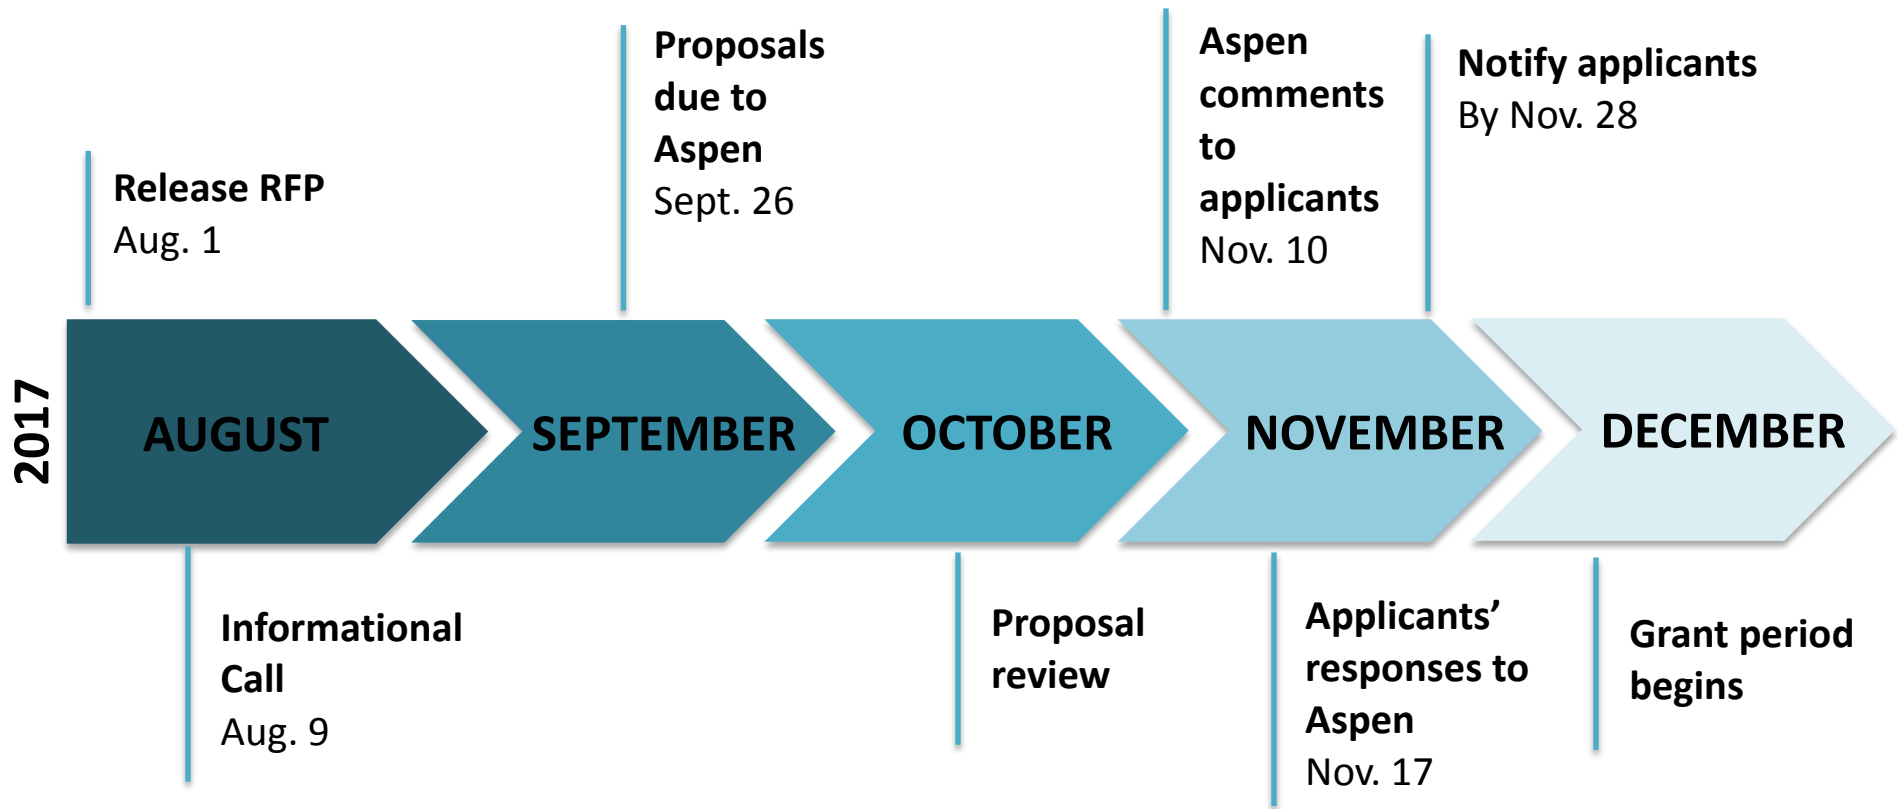 Release RFP
Aug. 1
Proposals
due to
Aspen
Sept. 26
Aspen
comments
to
applicants
Nov. 10
Notify applicants
By Nov. 28
2017
AUGUST
SEPTEMBER
OCTOBER
NOVEMBER
DECEMBER
Informational
Call
Aug. 9
Proposal
review
Applicants’
responses to
Aspen
Nov. 17
Grant period
begins